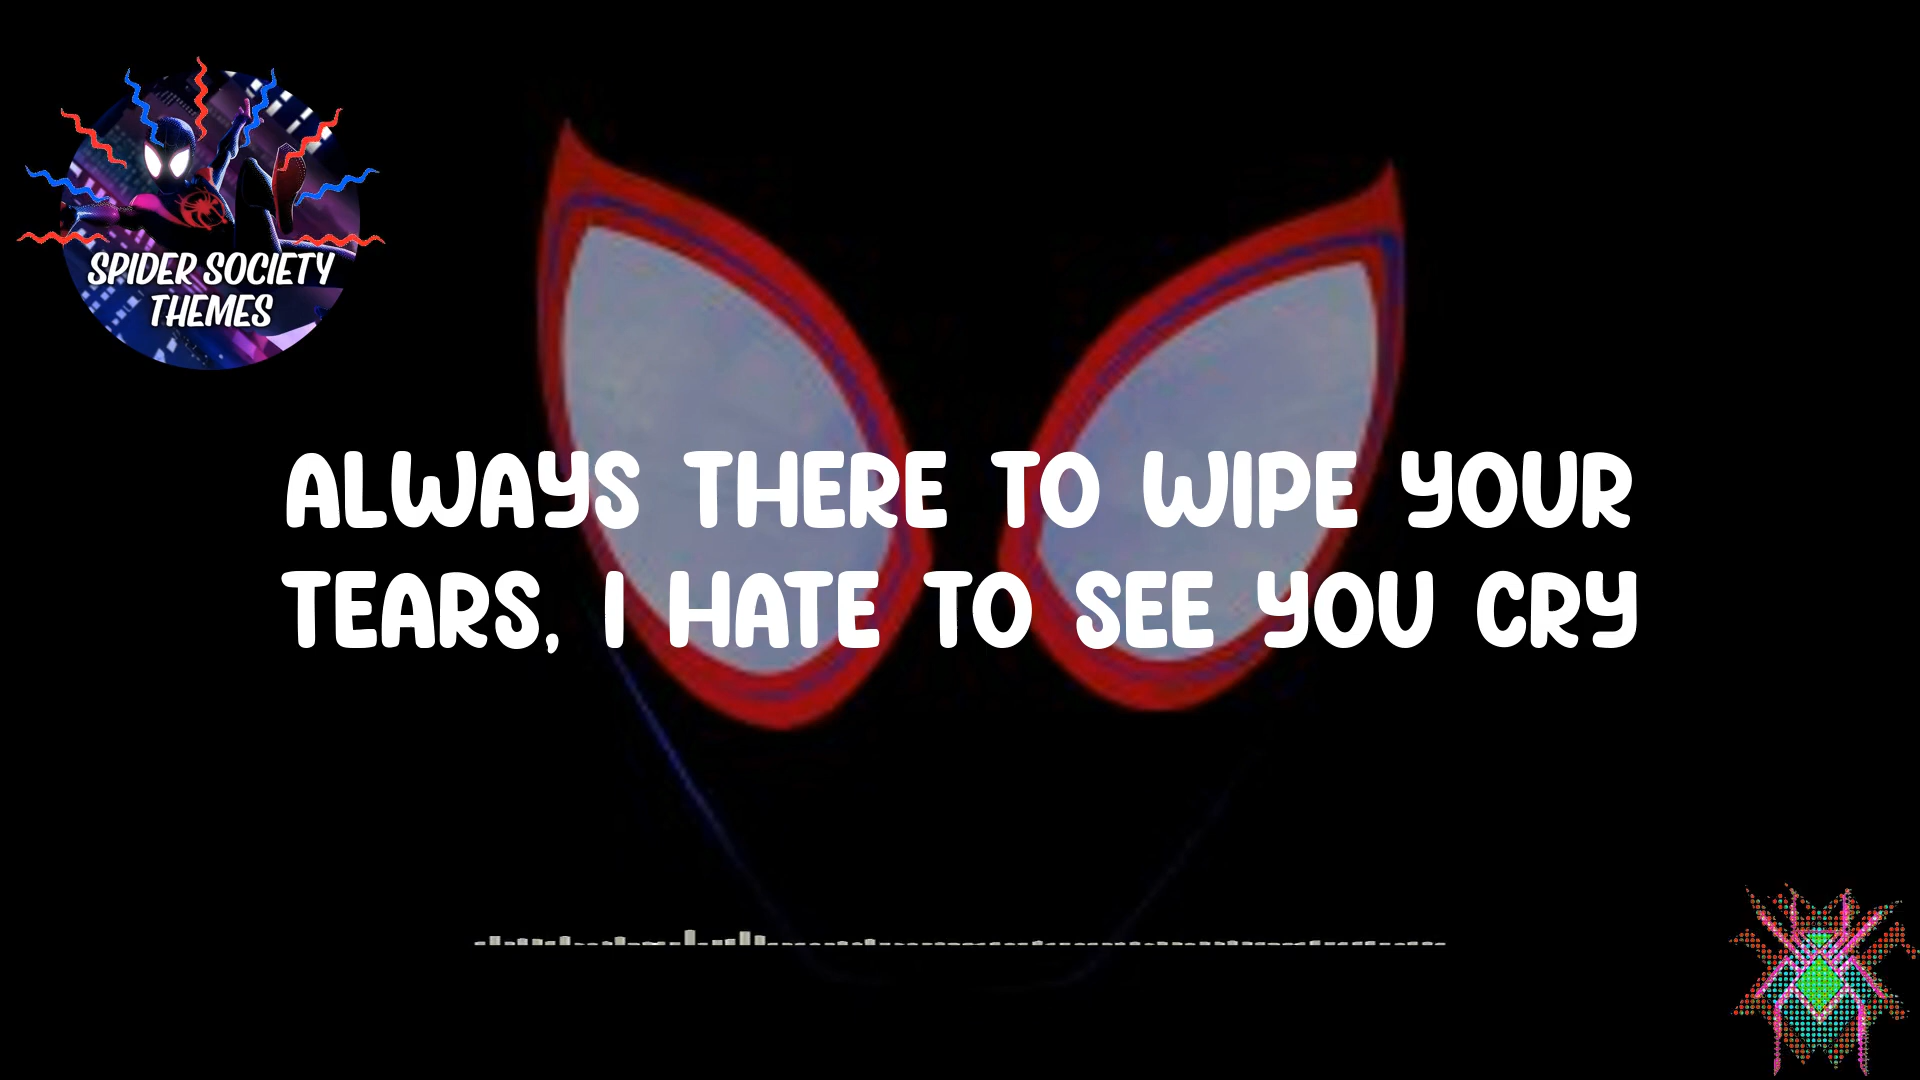 SPIDER SOCIETY
THEMES
ALWAYS THERE TO WIPE YOUR
TEARS, I HATE TO SEE YOU CRY